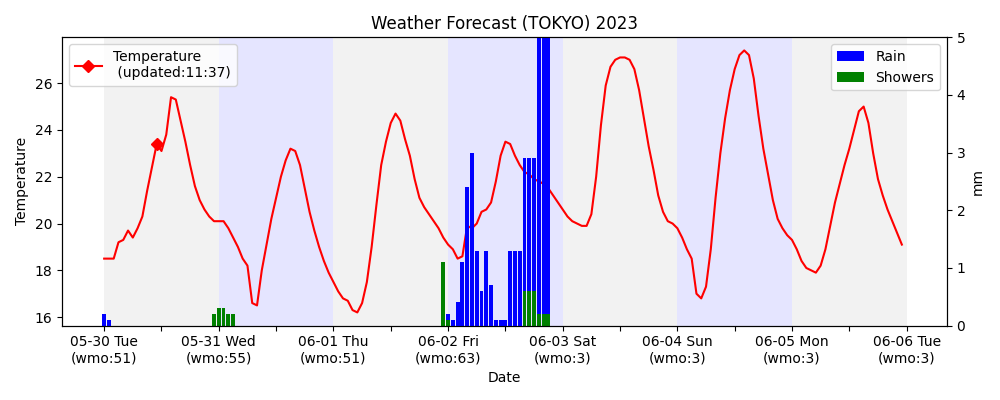 Weather Forecast (TOKYO) 2023
Temperature
(updated:11:37)
Rain
Showers
Temperature
26
24
22
20
18
16
5
4
3
2
1
0
mm
05-30 Tue
(wmo:51)
05-31 Wed
(wmo:55)
06-01 Thu
(wmo:51)
06-02 Fri
(wmo:63)
06-03 Sat
(wmo:3)
06-04 Sun
(wmo:3)
06-05 Mon
(wmo:3)
06-06 Tue
(wmo:3)
Date